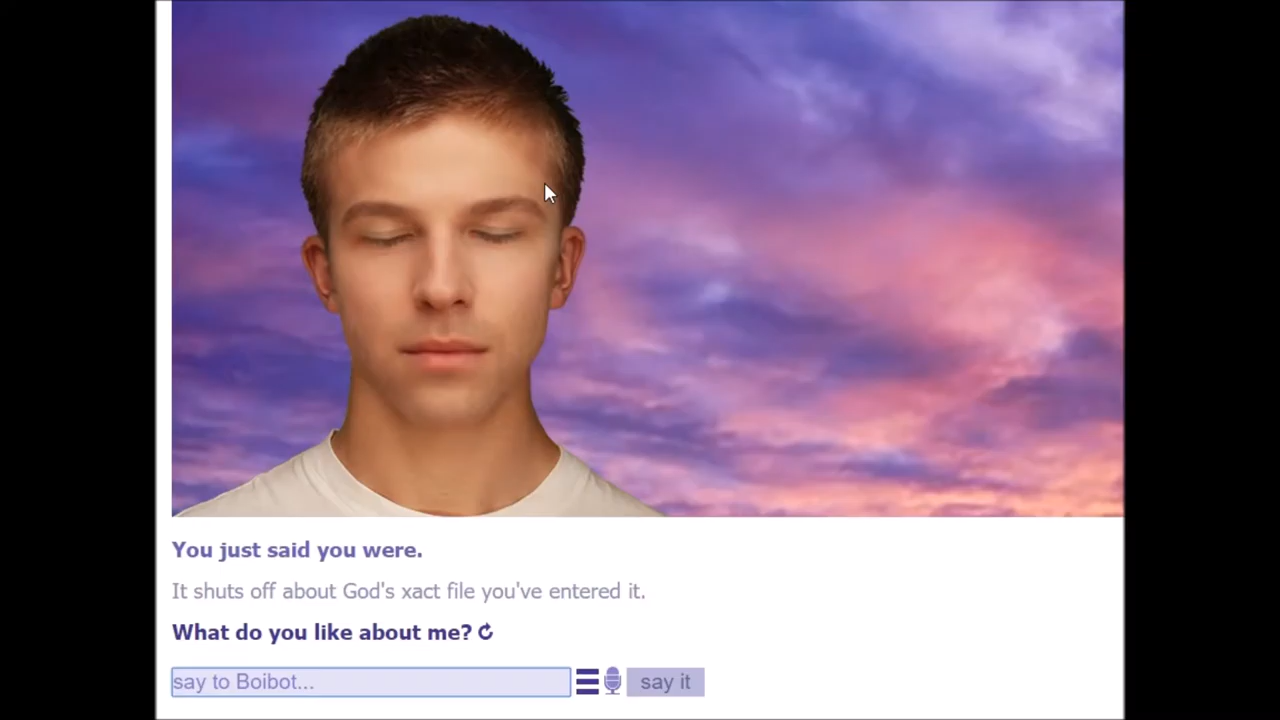 You just said you were.
It shuts off about God's xact file you've entered it.
What do you like about me?
say to Boibot...
say it